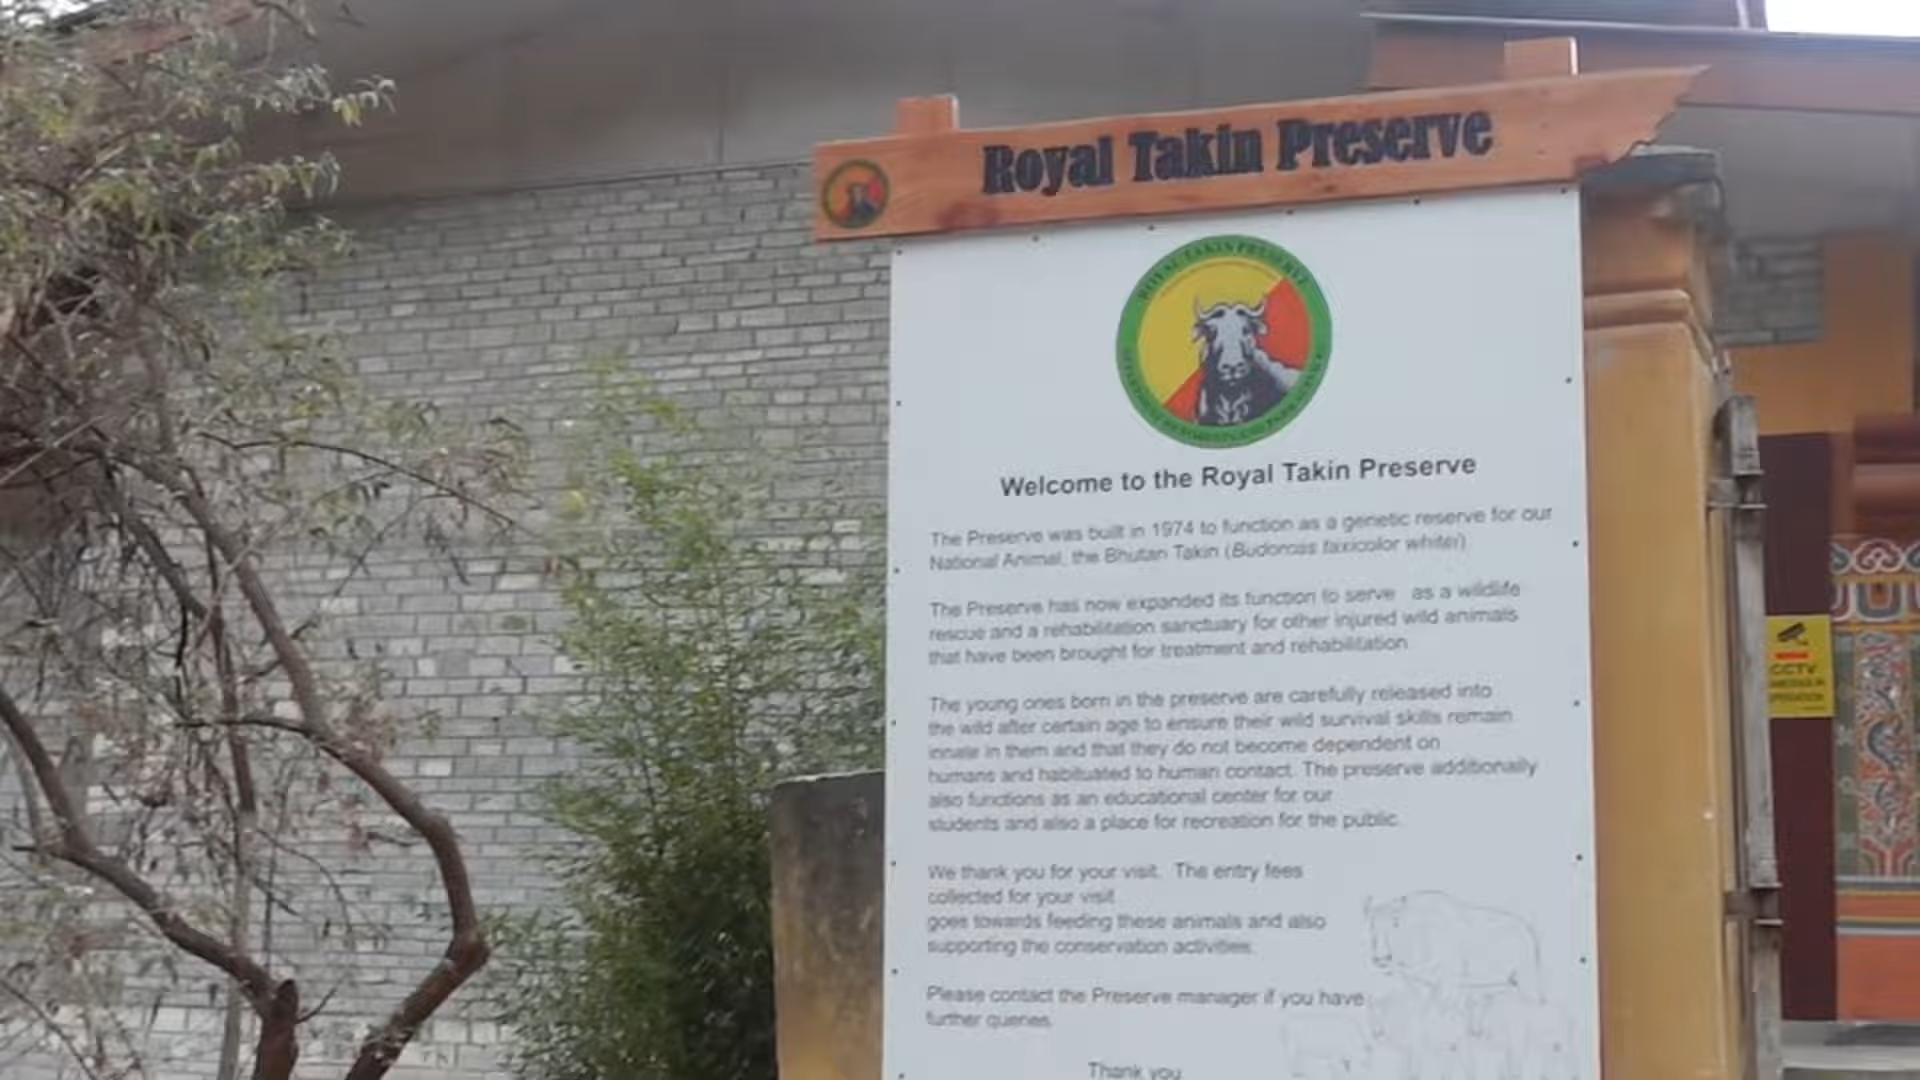 Royal Takin Preserve
ROYAL TAKIN PRESERVE
Welcome to the Royal Takin Preserve
The Preserve was built in 1974 to function as a genetic reserve for our
National Animal, the Bhutan Takin (Budorcas taxicolor whitei)
The Preserve has now expanded its function to serve as a wildlife
rescue and a rehabilitation sanctuary for other injured wild animals
that have been brought for treatment and rehabilitation.
The young ones born in the preserve are carefully released into
the wild after certain age to ensure their wild survival skills remain
innate in them and that they do not become dependent on
humans and habituated to human contact. The preserve additionally
also functions as an educational center for our
students and also a place for recreation for the public.
We thank you for your visit. The entry fees
collected for your visit
goes towards feeding these animals and also
supporting the conservation activities.
Please contact the Preserve manager if you have
further queries.
Thank you
CCTV